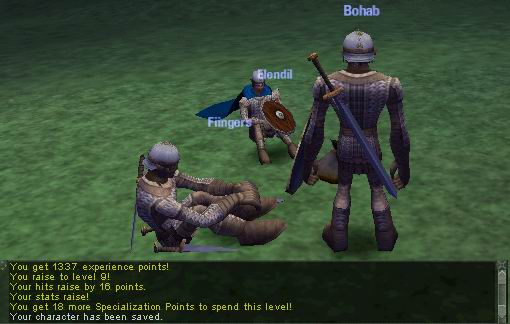 Bohab
Elendil
Fiingers
You get 1337 experience points!
You raise to level 9!
Your hits raise by 16 points.
Your stats raise!
You get 18 more Specialization Points to spend this level!
Your character has been saved.